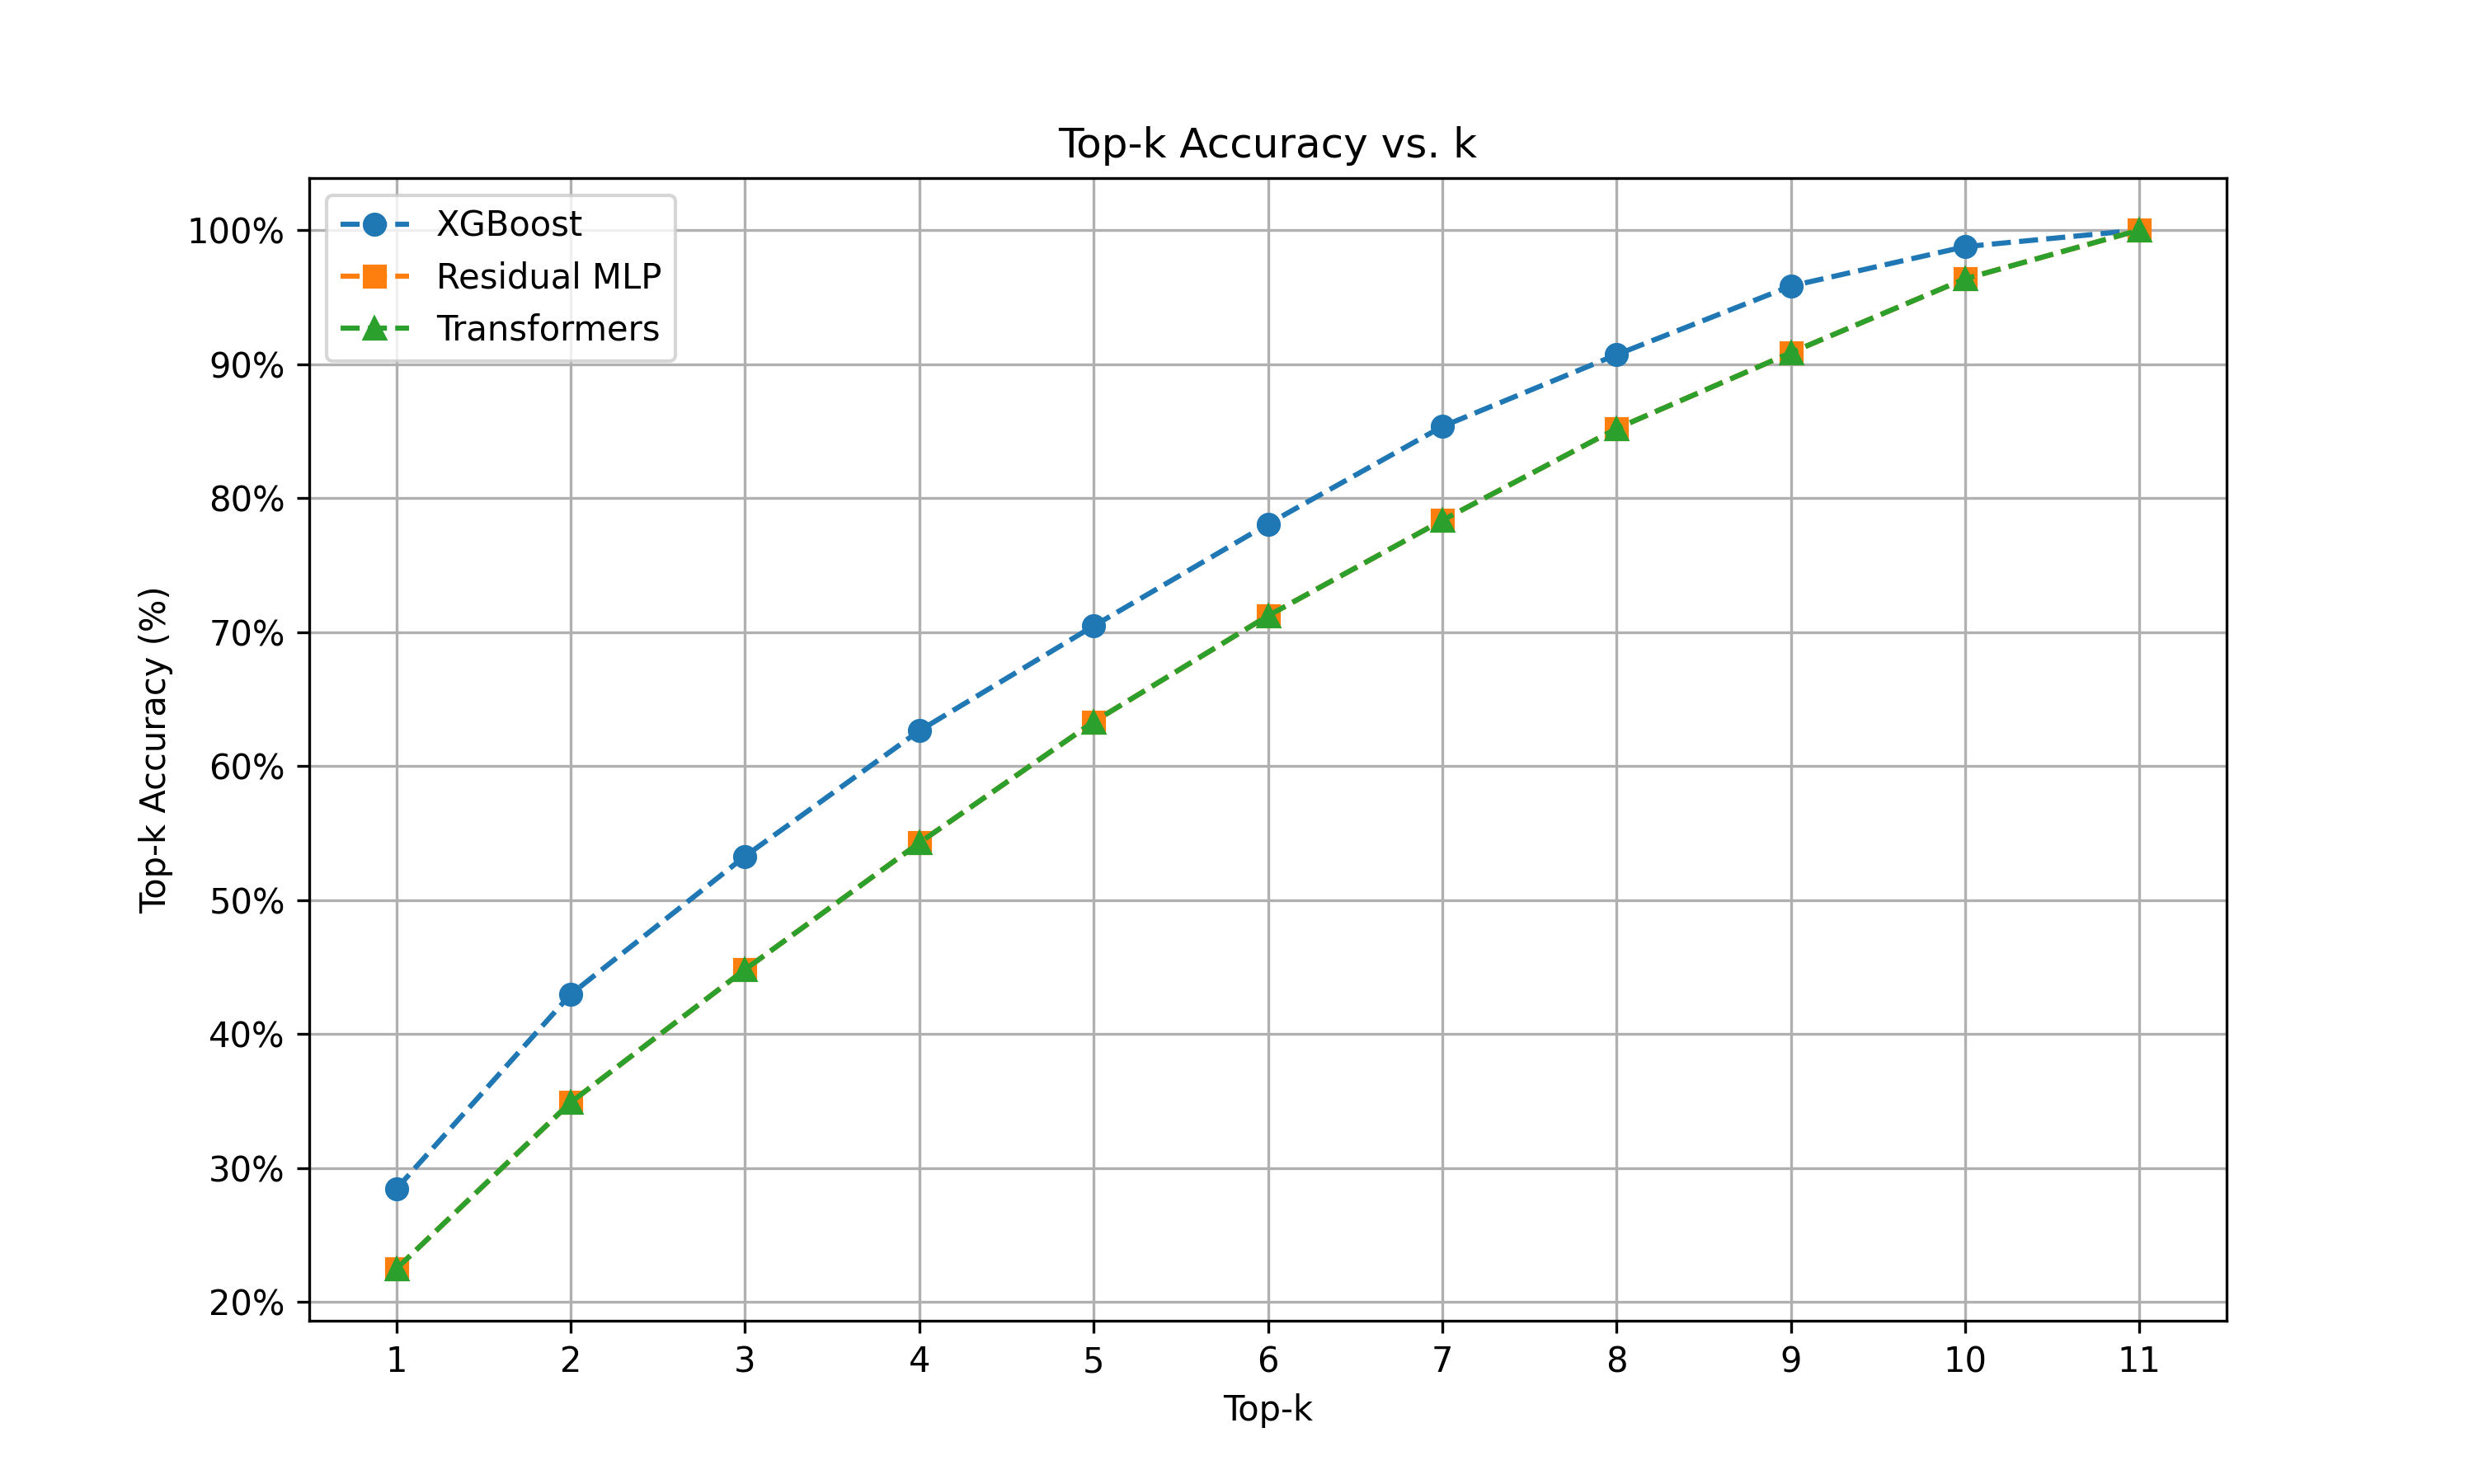 Top-k Accuracy vs. k
XGBoost
Residual MLP
Transformers
100%
90%
80%
70%
60%
50%
40%
30%
20%
Top-k Accuracy (%)
1 2 3 4 5 6 7 8 9 10 11
Top-k